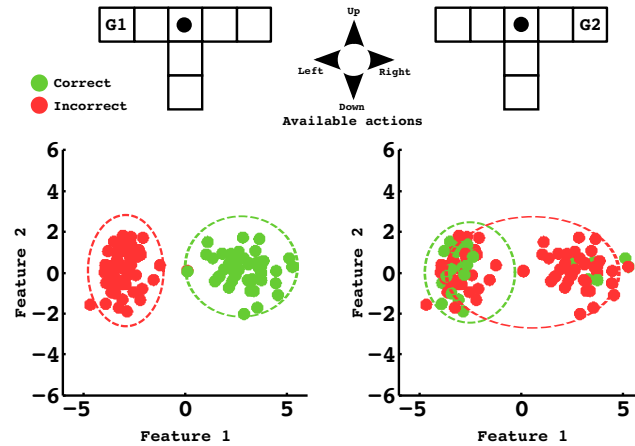 G1
G2
Up
Left
Right
Down
Available actions
Correct
Incorrect
6
4
2
0
−2
−4
−6
−5
0
5
Feature 2
Feature 1
6
4
2
0
−2
−4
−6
−5
0
5
Feature 2
Feature 1